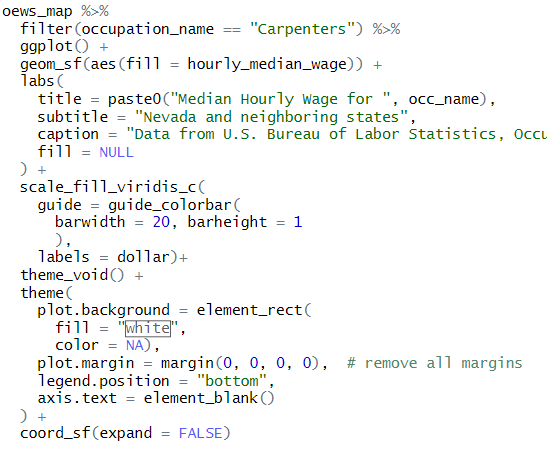 oews_map %>%
  filter(occupation_name == "Carpenters") %>%
  ggplot() +
  geom_sf(aes(fill = hourly_median_wage)) +
  labs(
    title = paste0("Median Hourly Wage for ", occ_name),
    subtitle = "Nevada and neighboring states",
    caption = "Data from U.S. Bureau of Labor Statistics, Occu
    fill = NULL
  ) +
  scale_fill_viridis_c(
    guide = guide_colorbar(
      barwidth = 20, barheight = 1
      ),
    labels = dollar)+
  theme_void() +
  theme(
    plot.background = element_rect(
      fill = "white",
      color = NA),
    plot.margin = margin(0, 0, 0, 0),  # remove all margins
    legend.position = "bottom",
    axis.text = element_blank()
  ) +
  coord_sf(expand = FALSE)